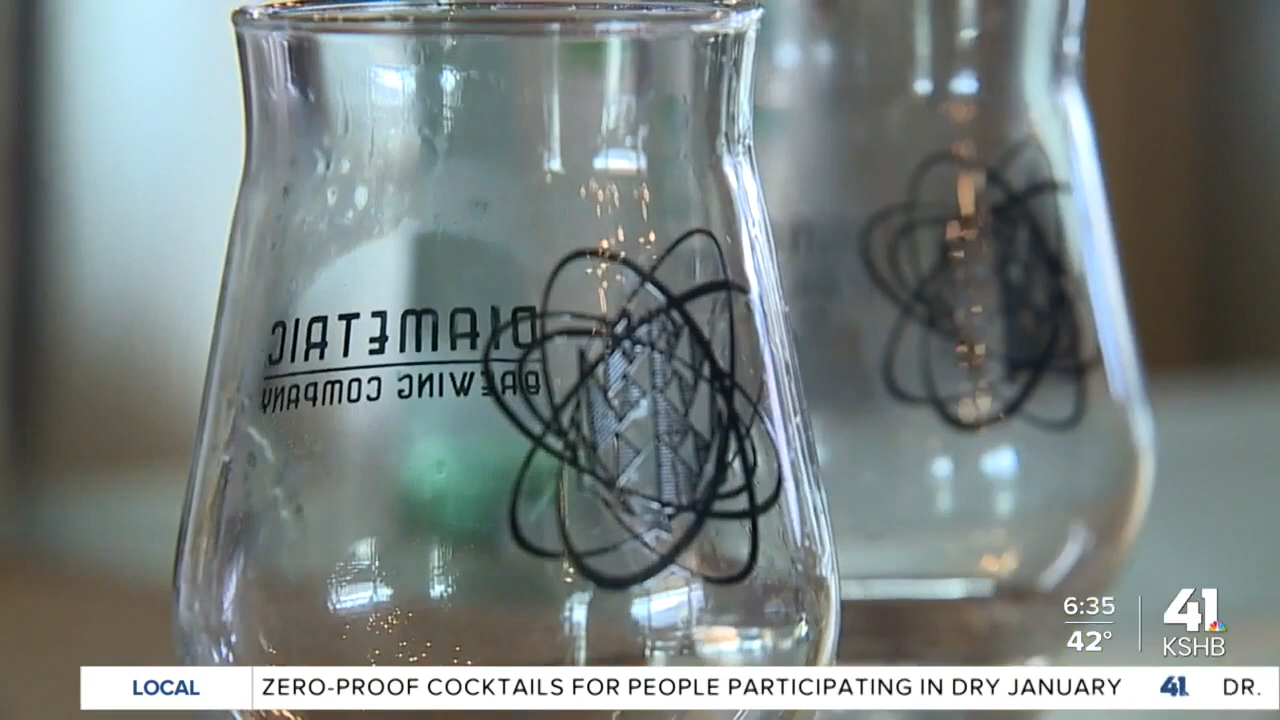 DIAMETRIC
BREWING COMPANY
6:35
42°
41
KSHB
LOCAL
ZERO-PROOF COCKTAILS FOR PEOPLE PARTICIPATING IN DRY JANUARY 41 DR.